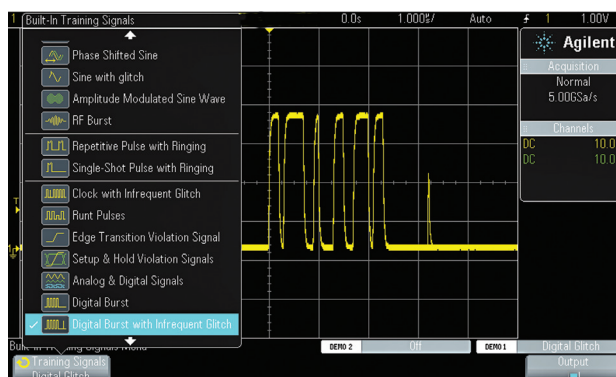 1 Built-In Training Signals 0.0s 1.000%/ Auto 1 1.00V
Phase Shifted Sine
Sine with glitch
Amplitude Modulated Sine Wave
RF Burst
Repetitive Pulse with Ringing
Single-Shot Pulse with Ringing
Clock with Infrequent Glitch
Runt Pulses
Edge Transition Violation Signal
Setup & Hold Violation Signals
Analog & Digital Signals
Digital Burst
Digital Burst with Infrequent Glitch
Agilent
Acquisition
Normal
5.00GSa/s
Channels
DC 10.0
DC 10.0
T
1
DEMO 2 Off DEMO 1 Digital Glitch
Training Signals
Digital Glitch
Output